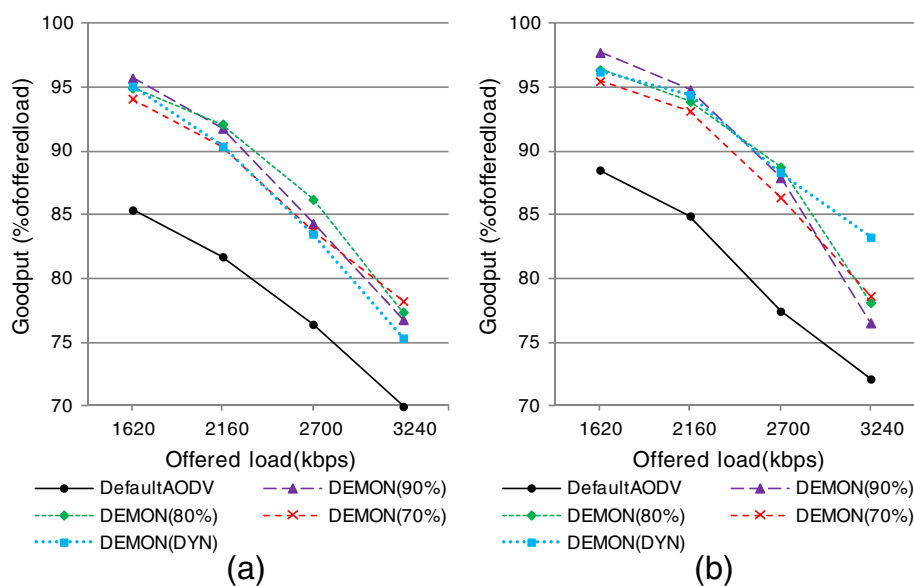 100
95
90
85
80
75
70
Goodput (%ofofferedload)
1620 2160 2700 3240
Offered load(kbps)
DefaultAODV DEMON(90%)
DEMON(80%) DEMON(70%)
DEMON(DYN)
(a)
100
95
90
85
80
75
70
Goodput (%ofofferedload)
1620 2160 2700 3240
Offered load(kbps)
DefaultAODV DEMON(90%)
DEMON(80%) DEMON(70%)
DEMON(DYN)
(b)